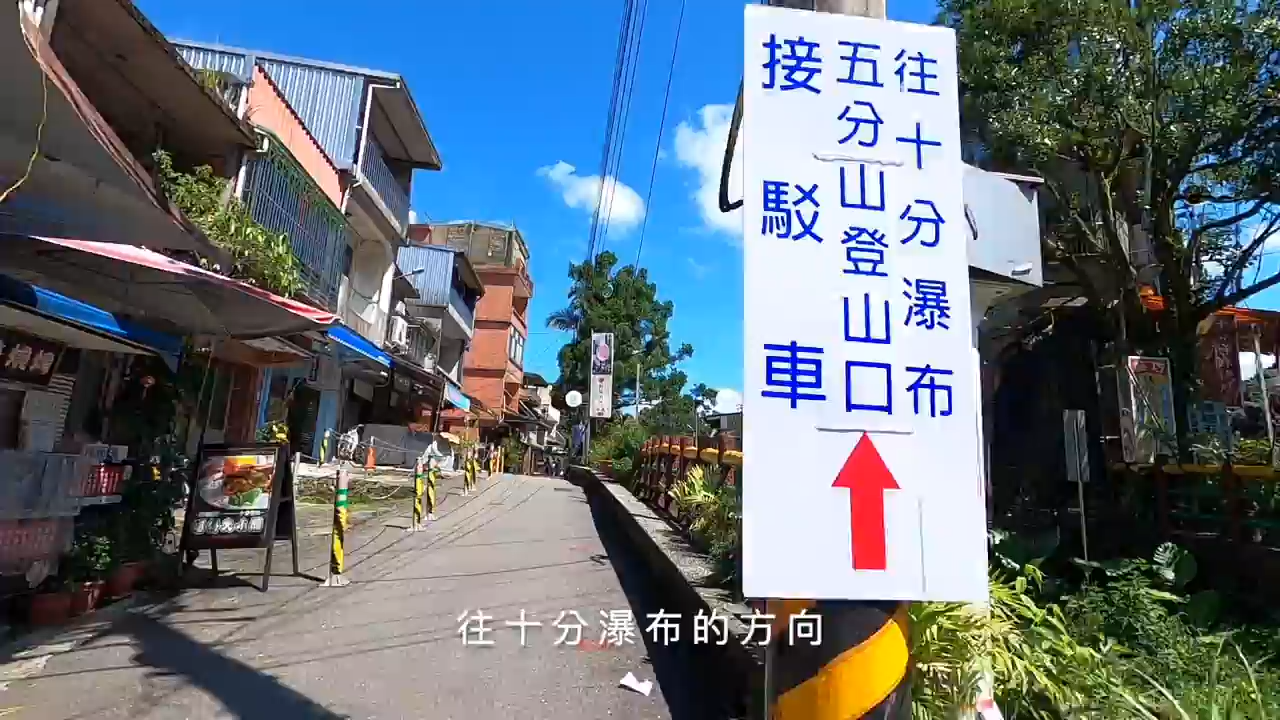 往十分瀑布
五分山登山口
接駁車
往十分瀑布的方向